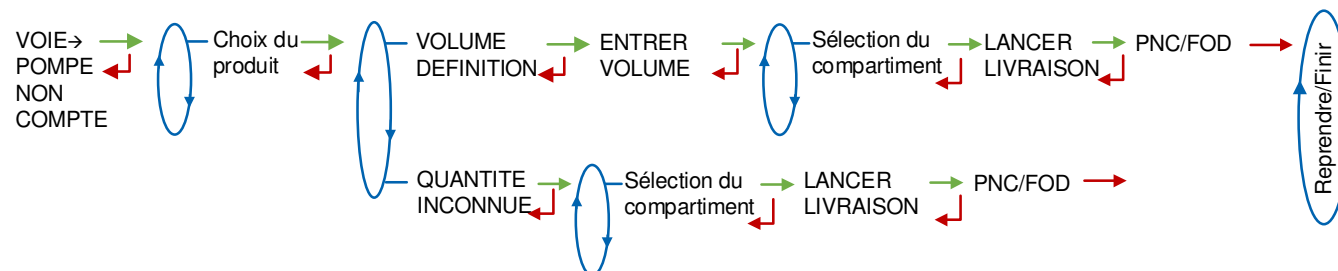 VOIE→
POMPE
NON
COMPTE
Choix du
produit
VOLUME
DEFINITION
ENTRER
VOLUME
Sélection du
compartiment
LANCER
LIVRAISON
PNC/FOD
QUANTITE
INCONNUE
Sélection du
compartiment
LANCER
LIVRAISON
PNC/FOD
Reprendre/Finir